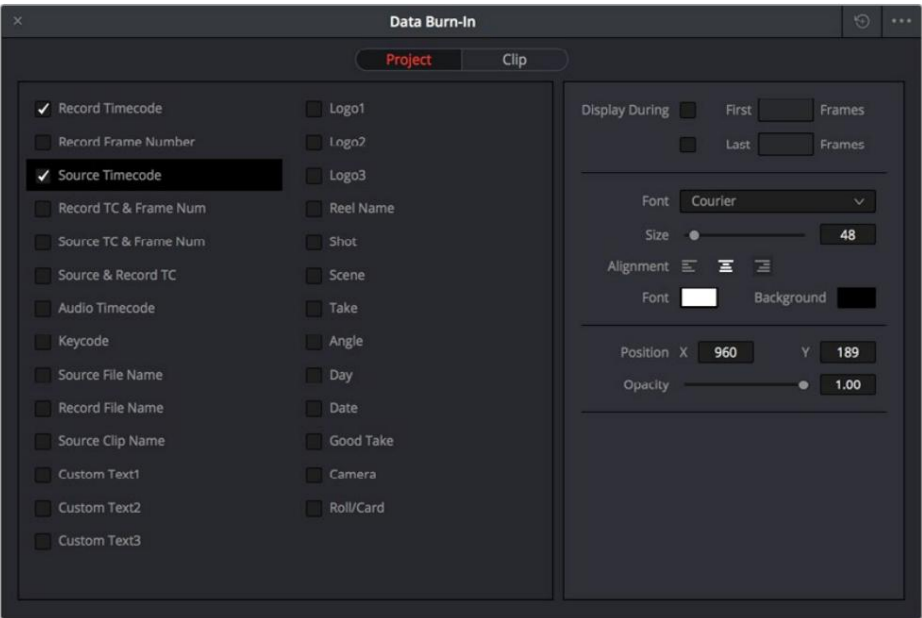 Data Burn-In
Project Clip
Record Timecode
Record Frame Number
Source Timecode
Record TC & Frame Num
Source TC & Frame Num
Source & Record TC
Audio Timecode
Keycode
Source File Name
Record File Name
Source Clip Name
Custom Text1
Custom Text2
Custom Text3
Logo1
Logo2
Logo3
Reel Name
Shot
Scene
Take
Angle
Day
Date
Good Take
Camera
Roll/Card
Display During First Frames
Last Frames
Font Courier
Size 48
Alignment
Font Background
Position X 960 Y 189
Opacity 1.00